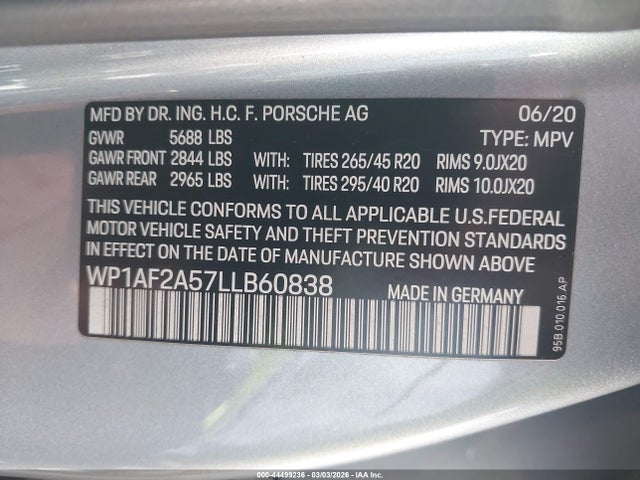 MFD BY DR. ING. H.C. F. PORSCHE AG 06/20
GVWR 5688 LBS TYPE: MPV
GAWR FRONT 2844 LBS WITH: TIRES 265/45 R20 RIMS 9.0JX20
GAWR REAR 2965 LBS WITH: TIRES 295/40 R20 RIMS 10.0JX20
THIS VEHICLE CONFORMS TO ALL APPLICABLE U.S.FEDERAL
MOTOR VEHICLE SAFETY AND THEFT PREVENTION STANDARDS
IN EFFECT ON THE DATE OF MANUFACTURE SHOWN ABOVE
WP1AF2A57LLB60838 MADE IN GERMANY
95B.010.016.AP
000-44499236 - 03/03/2026 - IAA Inc.